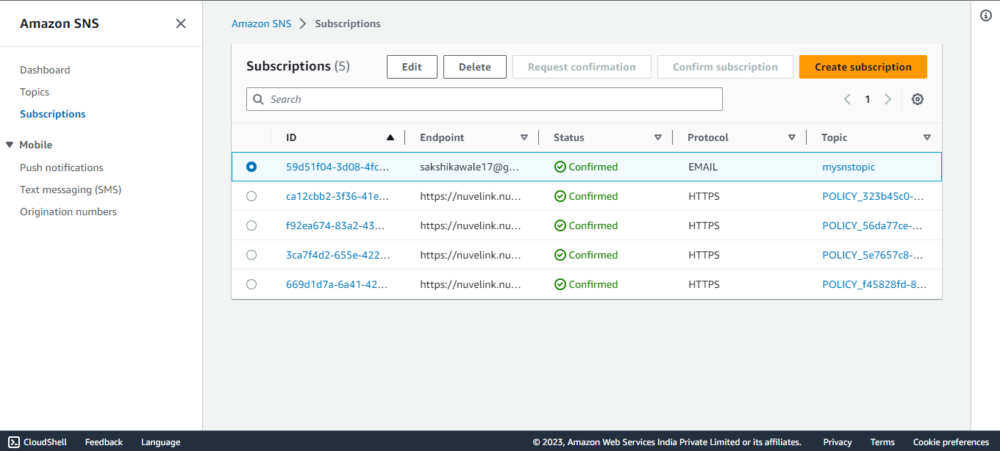 Amazon SNS
Dashboard
Topics
Subscriptions
Mobile
Push notifications
Text messaging (SMS)
Origination numbers
Amazon SNS Subscriptions
Subscriptions (5) Edit Delete Request confirmation Confirm subscription Create subscription
Search 1
ID Endpoint Status Protocol Topic
59d51f04-3d08-4fc... sakshikawale17@g... Confirmed EMAIL mysnstopic
ca12cbb2-3f36-41e... https://nuvelink.nu... Confirmed HTTPS POLICY_323b45c0-...
f92ea674-83a2-43... https://nuvelink.nu... Confirmed HTTPS POLICY_56da77ce-...
3ca7f4d2-655e-422... https://nuvelink.nu... Confirmed HTTPS POLICY_5e7657c8-...
669d1d7a-6a41-42... https://nuvelink.nu... Confirmed HTTPS POLICY_f45828fd-8...
CloudShell Feedback Language © 2023, Amazon Web Services India Private Limited or its affiliates. Privacy Terms Cookie preferences